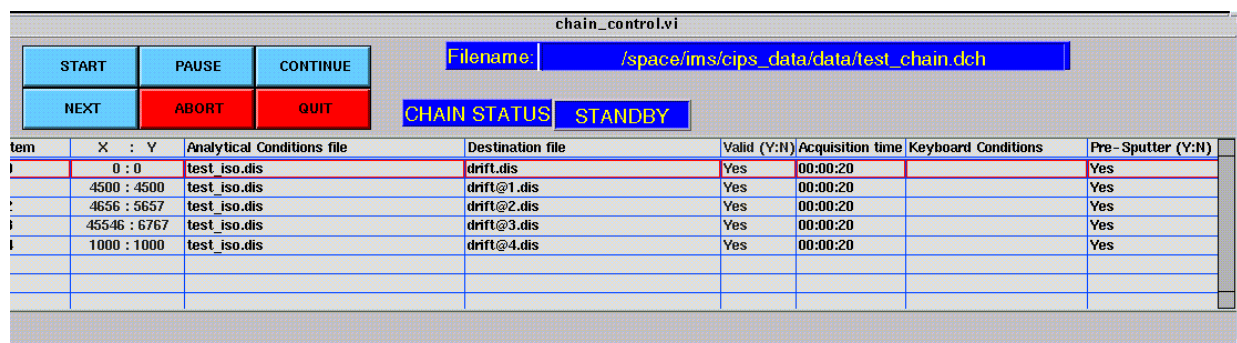 chain_control.vi
START PAUSE CONTINUE Filename: /space/ims/cips_data/data/test_chain.dch
NEXT ABORT QUIT CHAIN STATUS STANDBY
tem X : Y Analytical Conditions file Destination file Valid (Y:N) Acquisition time Keyboard Conditions Pre-Sputter (Y:N)
0 : 0 test_iso.dis drift.dis Yes 00:00:20 Yes
4500 : 4500 test_iso.dis drift@1.dis Yes 00:00:20 Yes
4656 : 5657 test_iso.dis drift@2.dis Yes 00:00:20 Yes
45546 : 6767 test_iso.dis drift@3.dis Yes 00:00:20 Yes
1000 : 1000 test_iso.dis drift@4.dis Yes 00:00:20 Yes